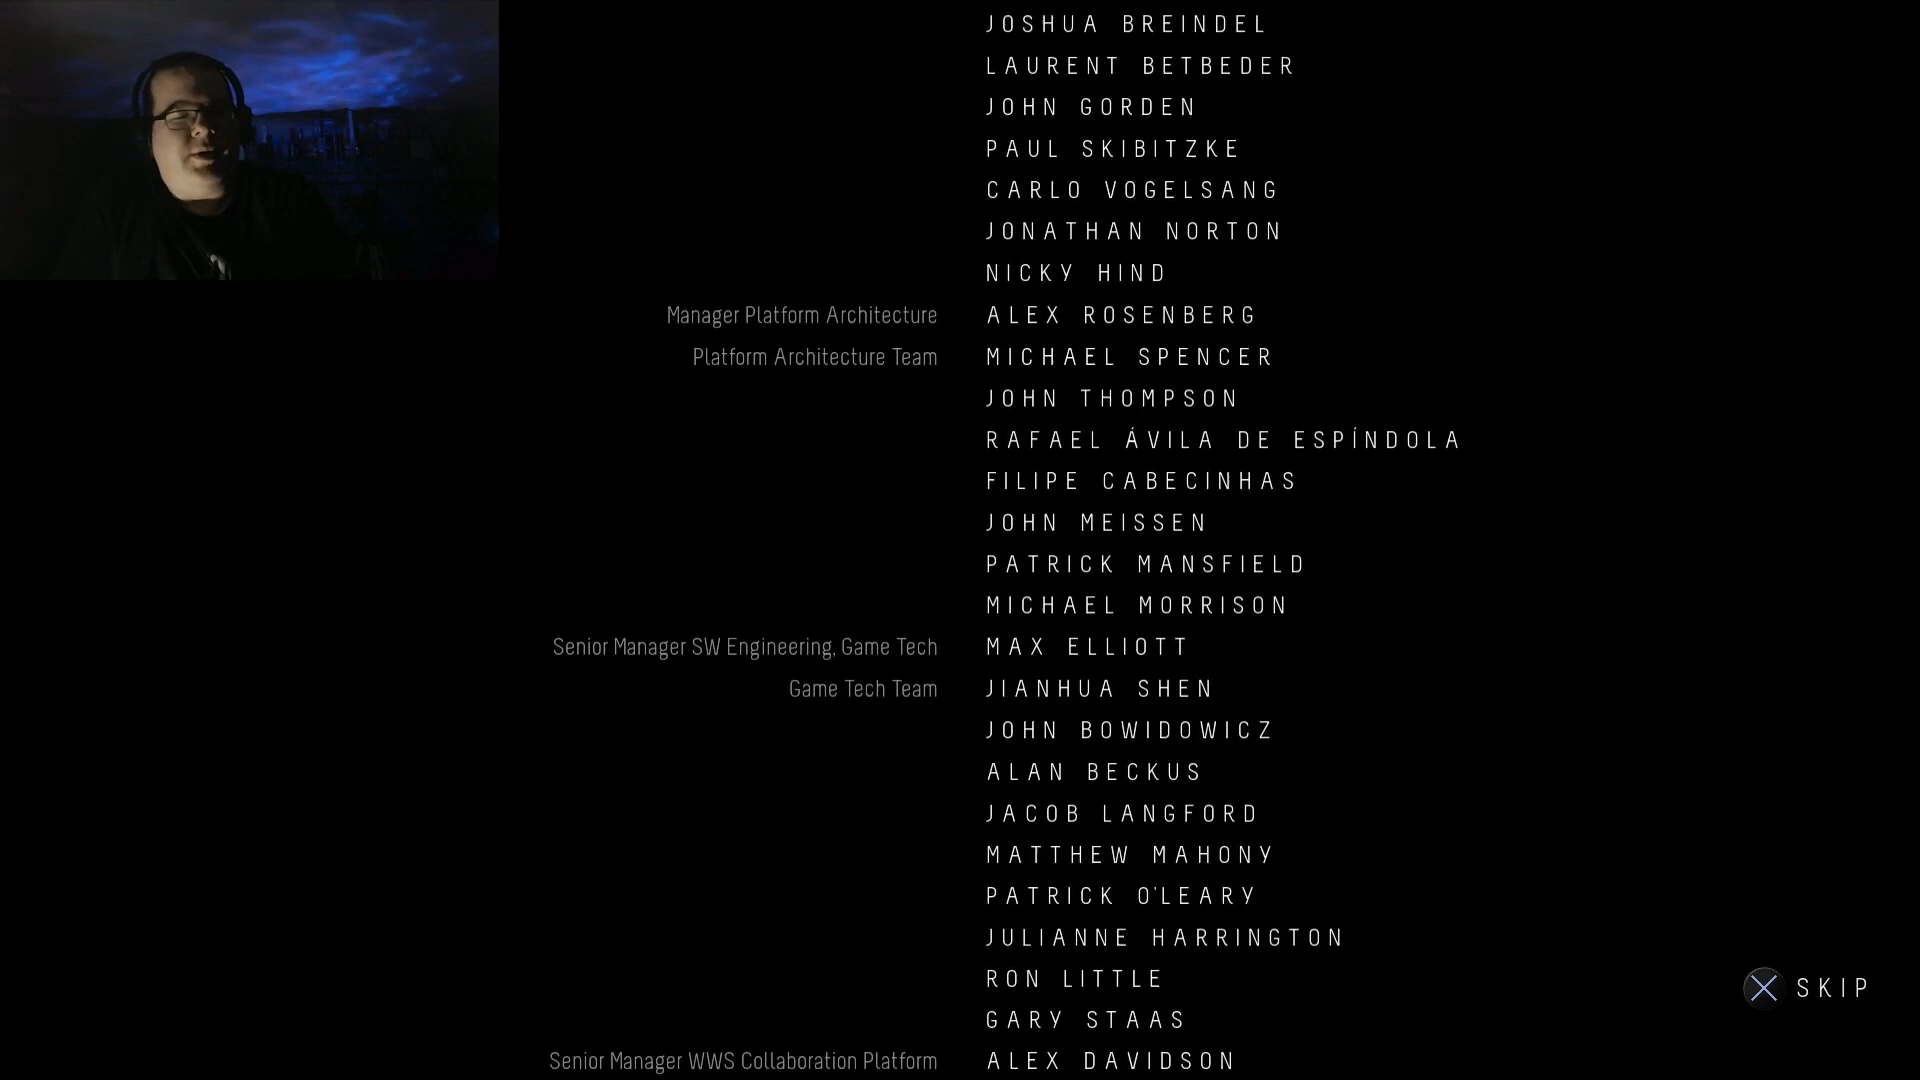 JOSHUA BREINDEL
LAURENT BETBEDER
JOHN GORDEN
PAUL SKIBITZKE
CARLO VOGELSANG
JONATHAN NORTON
NICKY HIND
Manager Platform Architecture ALEX ROSENBERG
Platform Architecture Team MICHAEL SPENCER
JOHN THOMPSON
RAFAEL ÁVILA DE ESPÍNDOLA
FILIPE CABECINHAS
JOHN MEISSEN
PATRICK MANSFIELD
MICHAEL MORRISON
Senior Manager SW Engineering, Game Tech MAX ELLIOTT
Game Tech Team JIANHUA SHEN
JOHN BOWIDOWICZ
ALAN BECKUS
JACOB LANGFORD
MATTHEW MAHONY
PATRICK O'LEARY
JULIANNE HARRINGTON
RON LITTLE
SKIP
GARY STAAS
Senior Manager WWS Collaboration Platform ALEX DAVIDSON